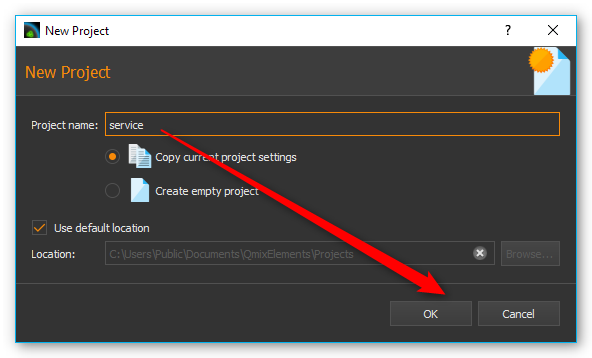 New Project
?
New Project
Project name: service
Copy current project settings
Create empty project
Use default location
Location: C:\Users\Public\Documents\QmixElements\Projects Browse...
OK Cancel